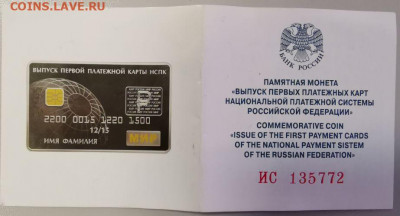 COINS.LAVE.RU
ВЫПУСК ПЕРВОЙ ПЛАТЕЖНОЙ КАРТЫ НСПК
2200 0015 1220 1500
12/15
ИМЯ ФАМИЛИЯ
МИР
БАНК РОССИИ
ПАМЯТНАЯ МОНЕТА
«ВЫПУСК ПЕРВЫХ ПЛАТЕЖНЫХ КАРТ
НАЦИОНАЛЬНОЙ ПЛАТЕЖНОЙ СИСТЕМЫ
РОССИЙСКОЙ ФЕДЕРАЦИИ»
COMMEMORATIVE COIN
«ISSUE OF THE FIRST PAYMENT CARDS
OF THE NATIONAL PAYMENT SISTEM
OF THE RUSSIAN FEDERATION»
ИС 135772